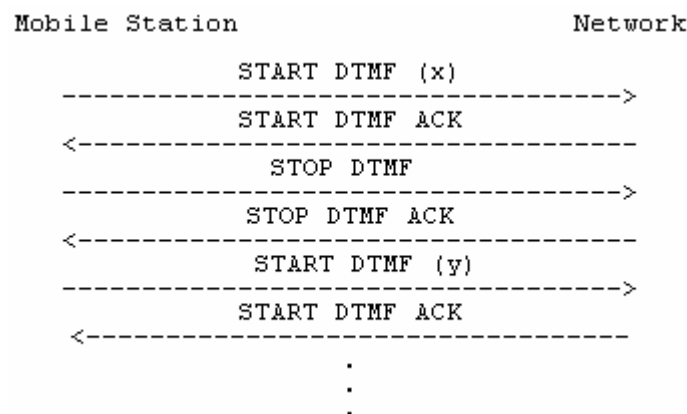 Mobile Station Network
START DTMF (x)
------------------------------------>
START DTMF ACK
<------------------------------------
STOP DTMF
------------------------------------>
STOP DTMF ACK
<------------------------------------
START DTMF (y)
------------------------------------>
START DTMF ACK
<-----------------------------------
.
.
.